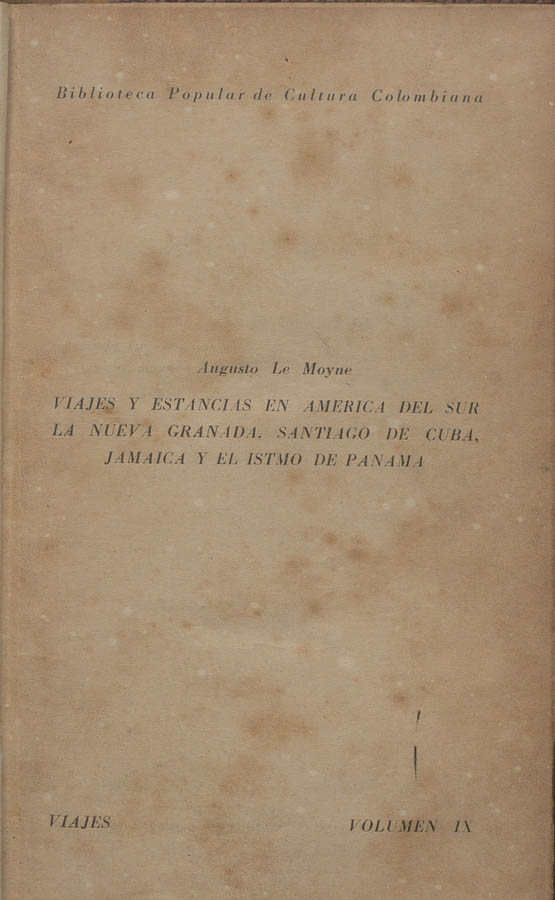 Biblioteca Popular de Cultura Colombiana
Augusto Le Moyne
VIAJES Y ESTANCIAS EN AMERICA DEL SUR
LA NUEVA GRANADA, SANTIAGO DE CUBA,
JAMAICA Y EL ISTMO DE PANAMA
VIAJES VOLUMEN IX